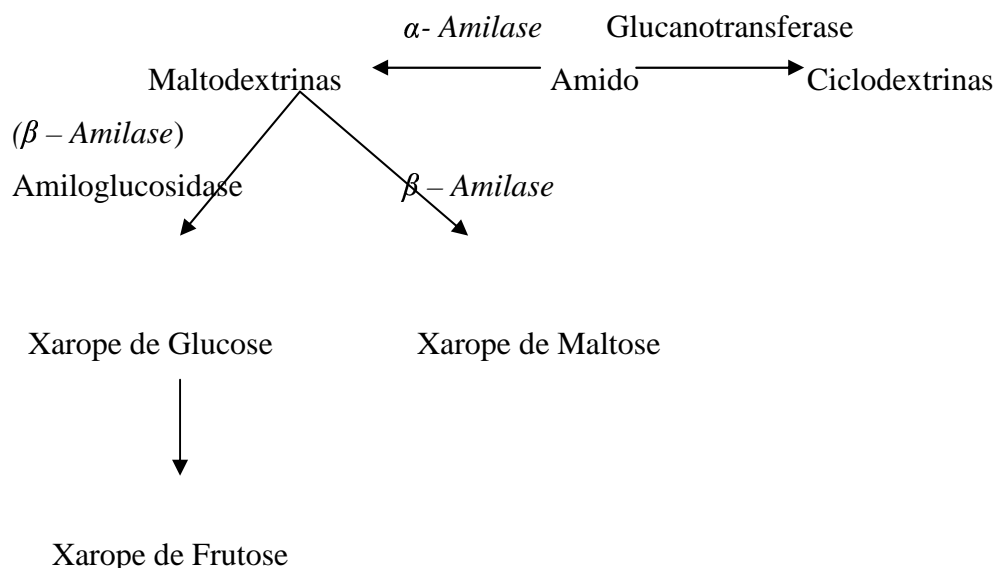 α- Amilase Glucanotransferase
Maltodextrinas Amido Ciclodextrinas
(β – Amilase)
Amiloglucosidase β – Amilase
Xarope de Glucose Xarope de Maltose
Xarope de Frutose